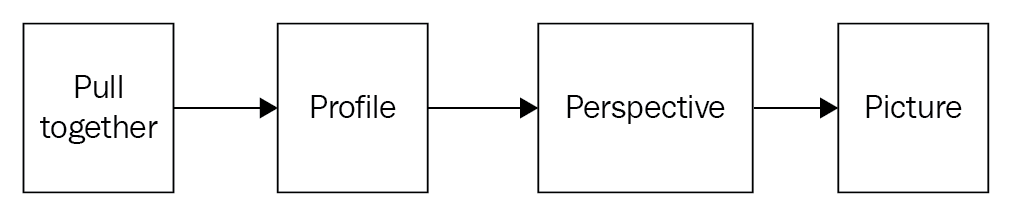 Pull
together
Profile
Perspective
Picture